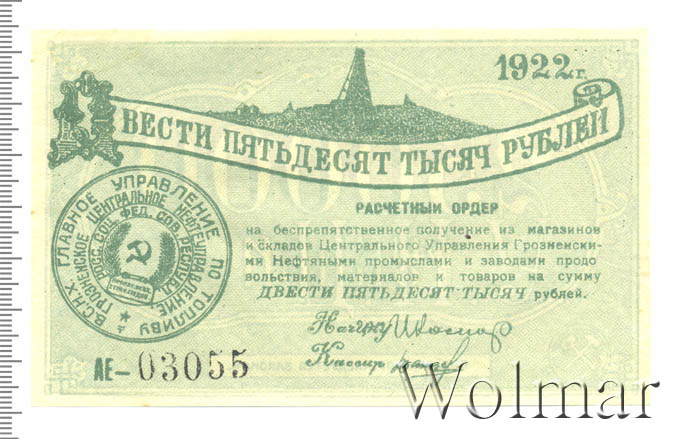 1922 г.
ДВЕСТИ ПЯТЬДЕСЯТ ТЫСЯЧ РУБЛЕЙ
РАСЧЕТНЫЙ ОРДЕР
на беспрепятственное получение из магазинов
и складов Центрального Управления Грозненски-
ми Нефтяными промыслами и заводами продо
вольствия, материалов и товаров на сумму
ДВЕСТИ ПЯТЬДЕСЯТ ТЫСЯЧ рублей.
В.С.Н.Х. ГЛАВНОЕ УПРАВЛЕНИЕ ПО ТОПЛИВУ
ГРОЗНЕНСКОЕ ЦЕНТРАЛЬНОЕ НЕФТЕУПРАВЛЕНИЕ
РОСС. СОЦ. ФЕД. СОВ. РЕСПУБЛ.
Кассир
АЕ-03055
Wolmar